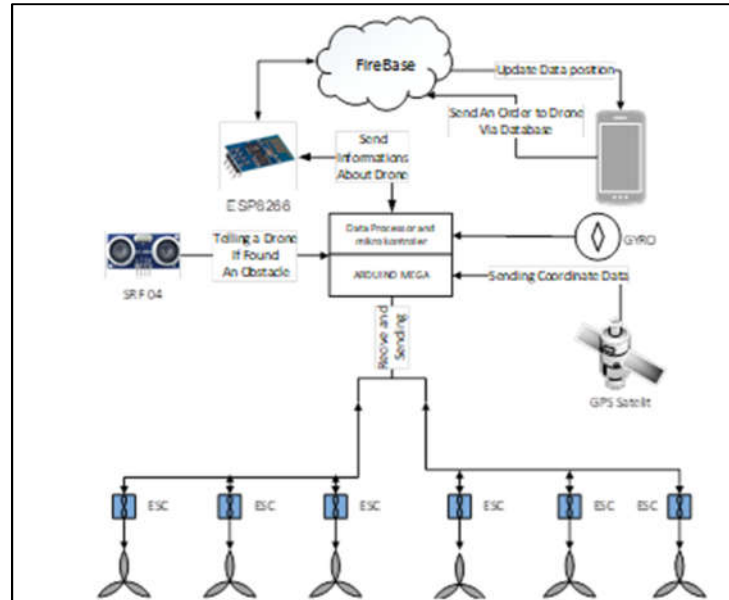 FireBase
Update Data position
Send An Order to Drone
Via Database
Send
Informations
About Drone
ESP8266
Data Processor and
mikrokontroller
GYRO
Telling a Drone
If Found
An Obstacle
ARDUINO MEGA
Sending Coordinate Data
SRF 04
Recive and
Sending
GPS Satelit
ESC
ESC
ESC
ESC
ESC
ESC